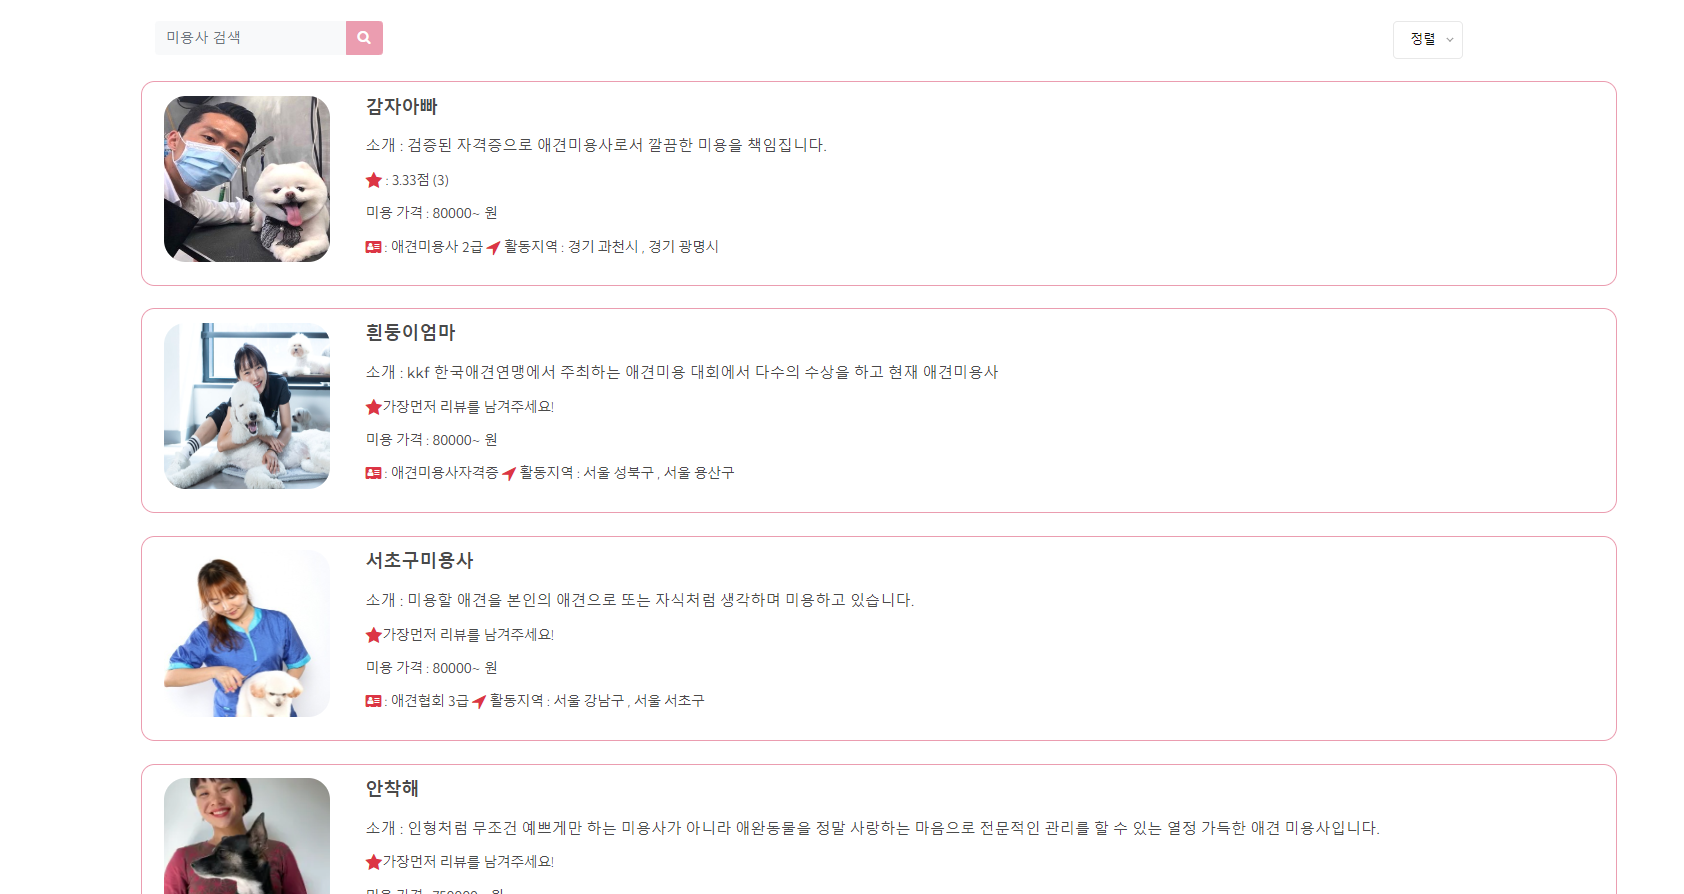 미용사 검색
정렬
감자아빠
소개 : 검증된 자격증으로 애견미용사로서 깔끔한 미용을 책임집니다.
: 3.33점 (3)
미용 가격 : 80000~ 원
: 애견미용사 2급 활동지역 : 경기 과천시 , 경기 광명시
흰둥이엄마
소개 : kkf 한국애견연맹에서 주최하는 애견미용 대회에서 다수의 수상을 하고 현재 애견미용사
가장먼저 리뷰를 남겨주세요!
미용 가격 : 80000~ 원
: 애견미용사자격증 활동지역 : 서울 성북구 , 서울 용산구
서초구미용사
소개 : 미용할 애견을 본인의 애견으로 또는 자식처럼 생각하며 미용하고 있습니다.
가장먼저 리뷰를 남겨주세요!
미용 가격 : 80000~ 원
: 애견협회 3급 활동지역 : 서울 강남구 , 서울 서초구
안착해
소개 : 인형처럼 무조건 예쁘게만 하는 미용사가 아니라 애완동물을 정말 사랑하는 마음으로 전문적인 관리를 할 수 있는 열정 가득한 애견 미용사입니다.
가장먼저 리뷰를 남겨주세요!